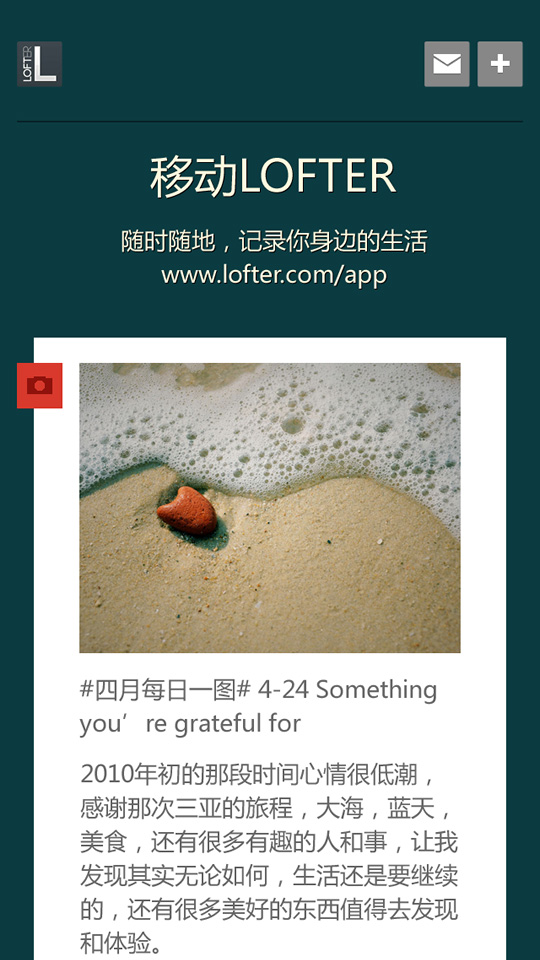 LOFTER
L
移动LOFTER
随时随地，记录你身边的生活
www.lofter.com/app
#四月每日一图# 4-24 Something
you’re grateful for
2010年初的那段时间心情很低潮，
感谢那次三亚的旅程，大海，蓝天，
美食，还有很多有趣的人和事，让我
发现其实无论如何，生活还是要继续
的，还有很多美好的东西值得去发现
和体验。